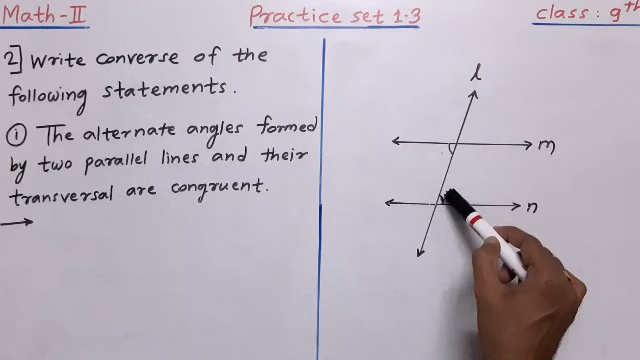 Math-II
Practice set 1.3
class : 9th
2] Write converse of the
following statements.
i The alternate angles formed
by two parallel lines and their
transversal are congruent.
l
m
n